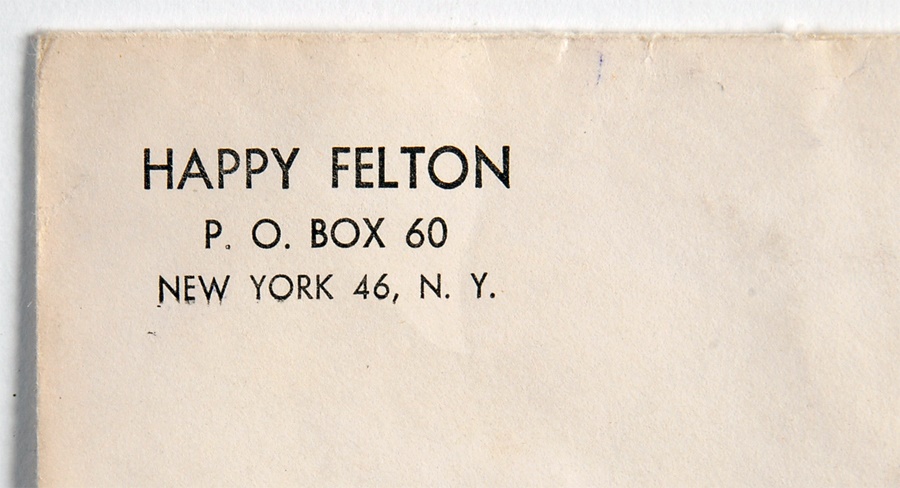 HAPPY FELTON
P. O. BOX 60
NEW YORK 46, N. Y.